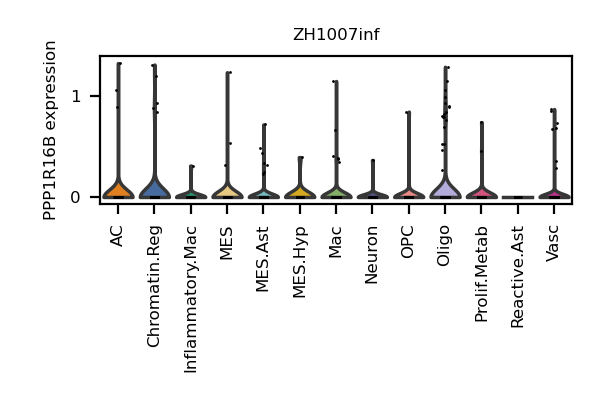 ZH1007inf
PPP1R16B expression
1
0
AC
Chromatin.Reg
Inflammatory.Mac
MES
MES.Ast
MES.Hyp
Mac
Neuron
OPC
Oligo
Prolif.Metab
Reactive.Ast
Vasc